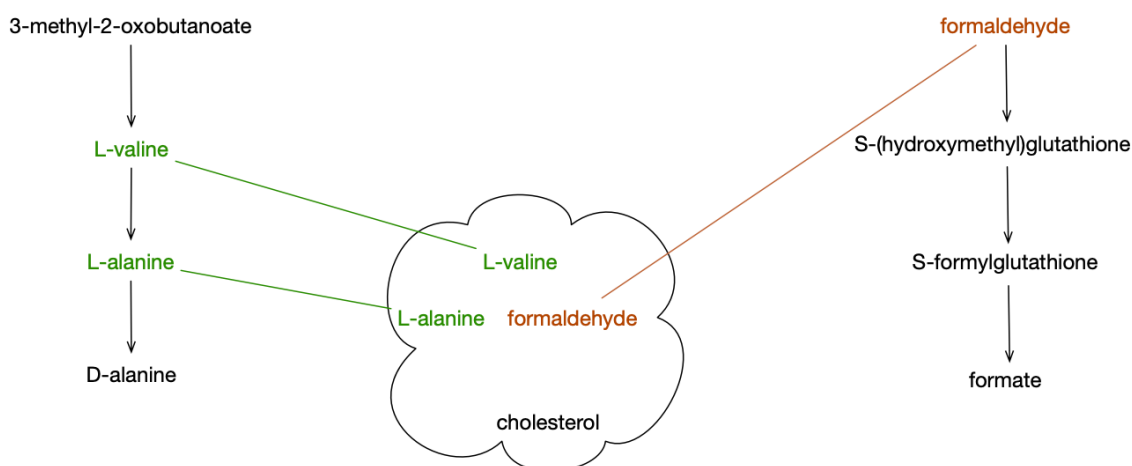 3-methyl-2-oxobutanoate
formaldehyde
L-valine
S-(hydroxymethyl)glutathione
L-alanine
L-valine
S-formylglutathione
L-alanine
formaldehyde
D-alanine
formate
cholesterol